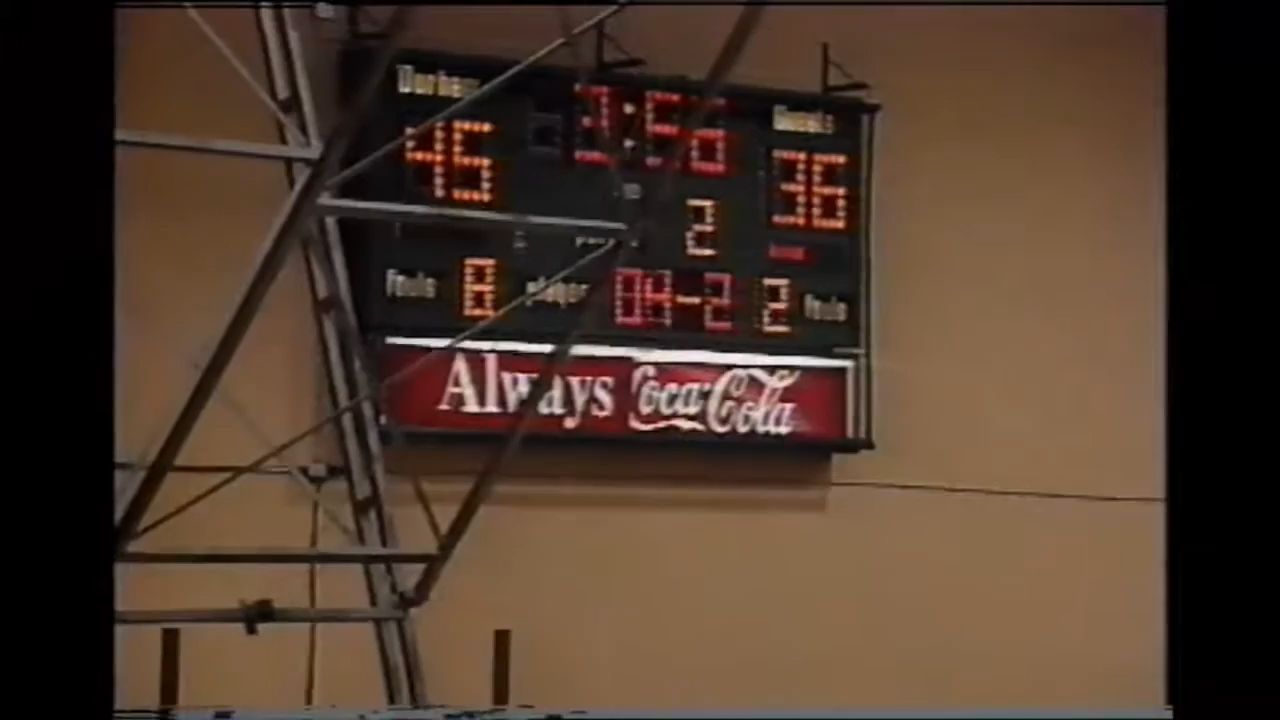 Durham Guests
45 36
2
fouls 8 player 04-2 2 fouls
Always Coca-Cola